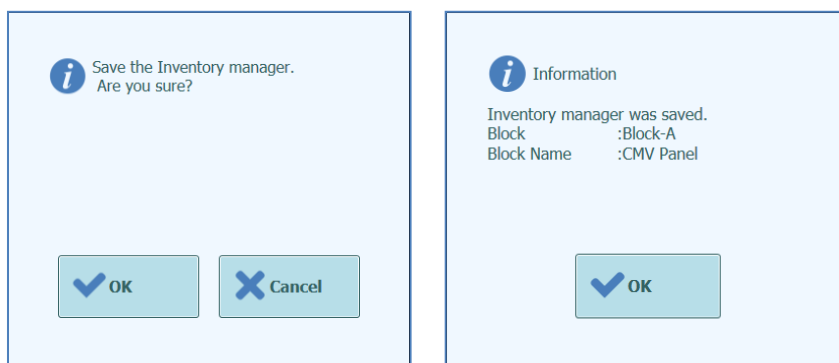 Save the Inventory manager.
Are you sure?
OK
Cancel
Information
Inventory manager was saved.
Block :Block-A
Block Name :CMV Panel
OK